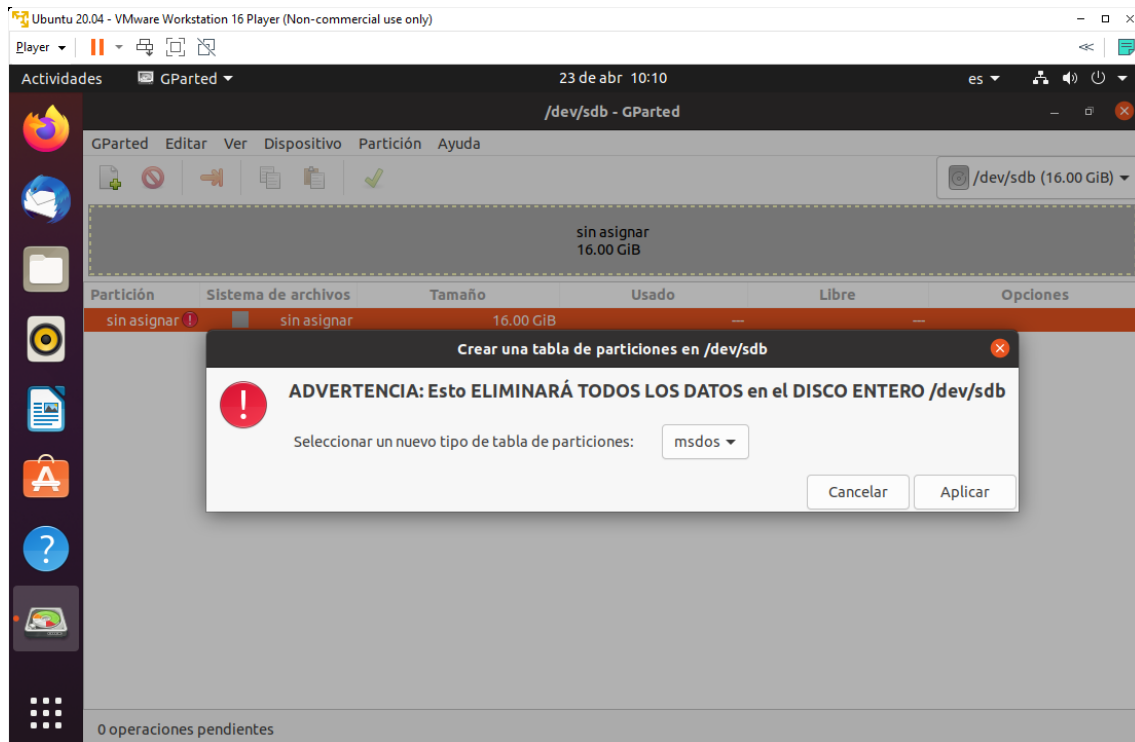 Ubuntu 20.04 - VMware Workstation 16 Player (Non-commercial use only)
Player
Actividades GParted 23 de abr 10:10 es
/dev/sdb - GParted
GParted Editar Ver Dispositivo Partición Ayuda
/dev/sdb (16.00 GiB)
sin asignar
16.00 GiB
Partición Sistema de archivos Tamaño Usado Libre Opciones
sin asignar sin asignar 16.00 GiB — —
Crear una tabla de particiones en /dev/sdb
ADVERTENCIA: Esto ELIMINARÁ TODOS LOS DATOS en el DISCO ENTERO /dev/sdb
Seleccionar un nuevo tipo de tabla de particiones: msdos
Cancelar Aplicar
0 operaciones pendientes